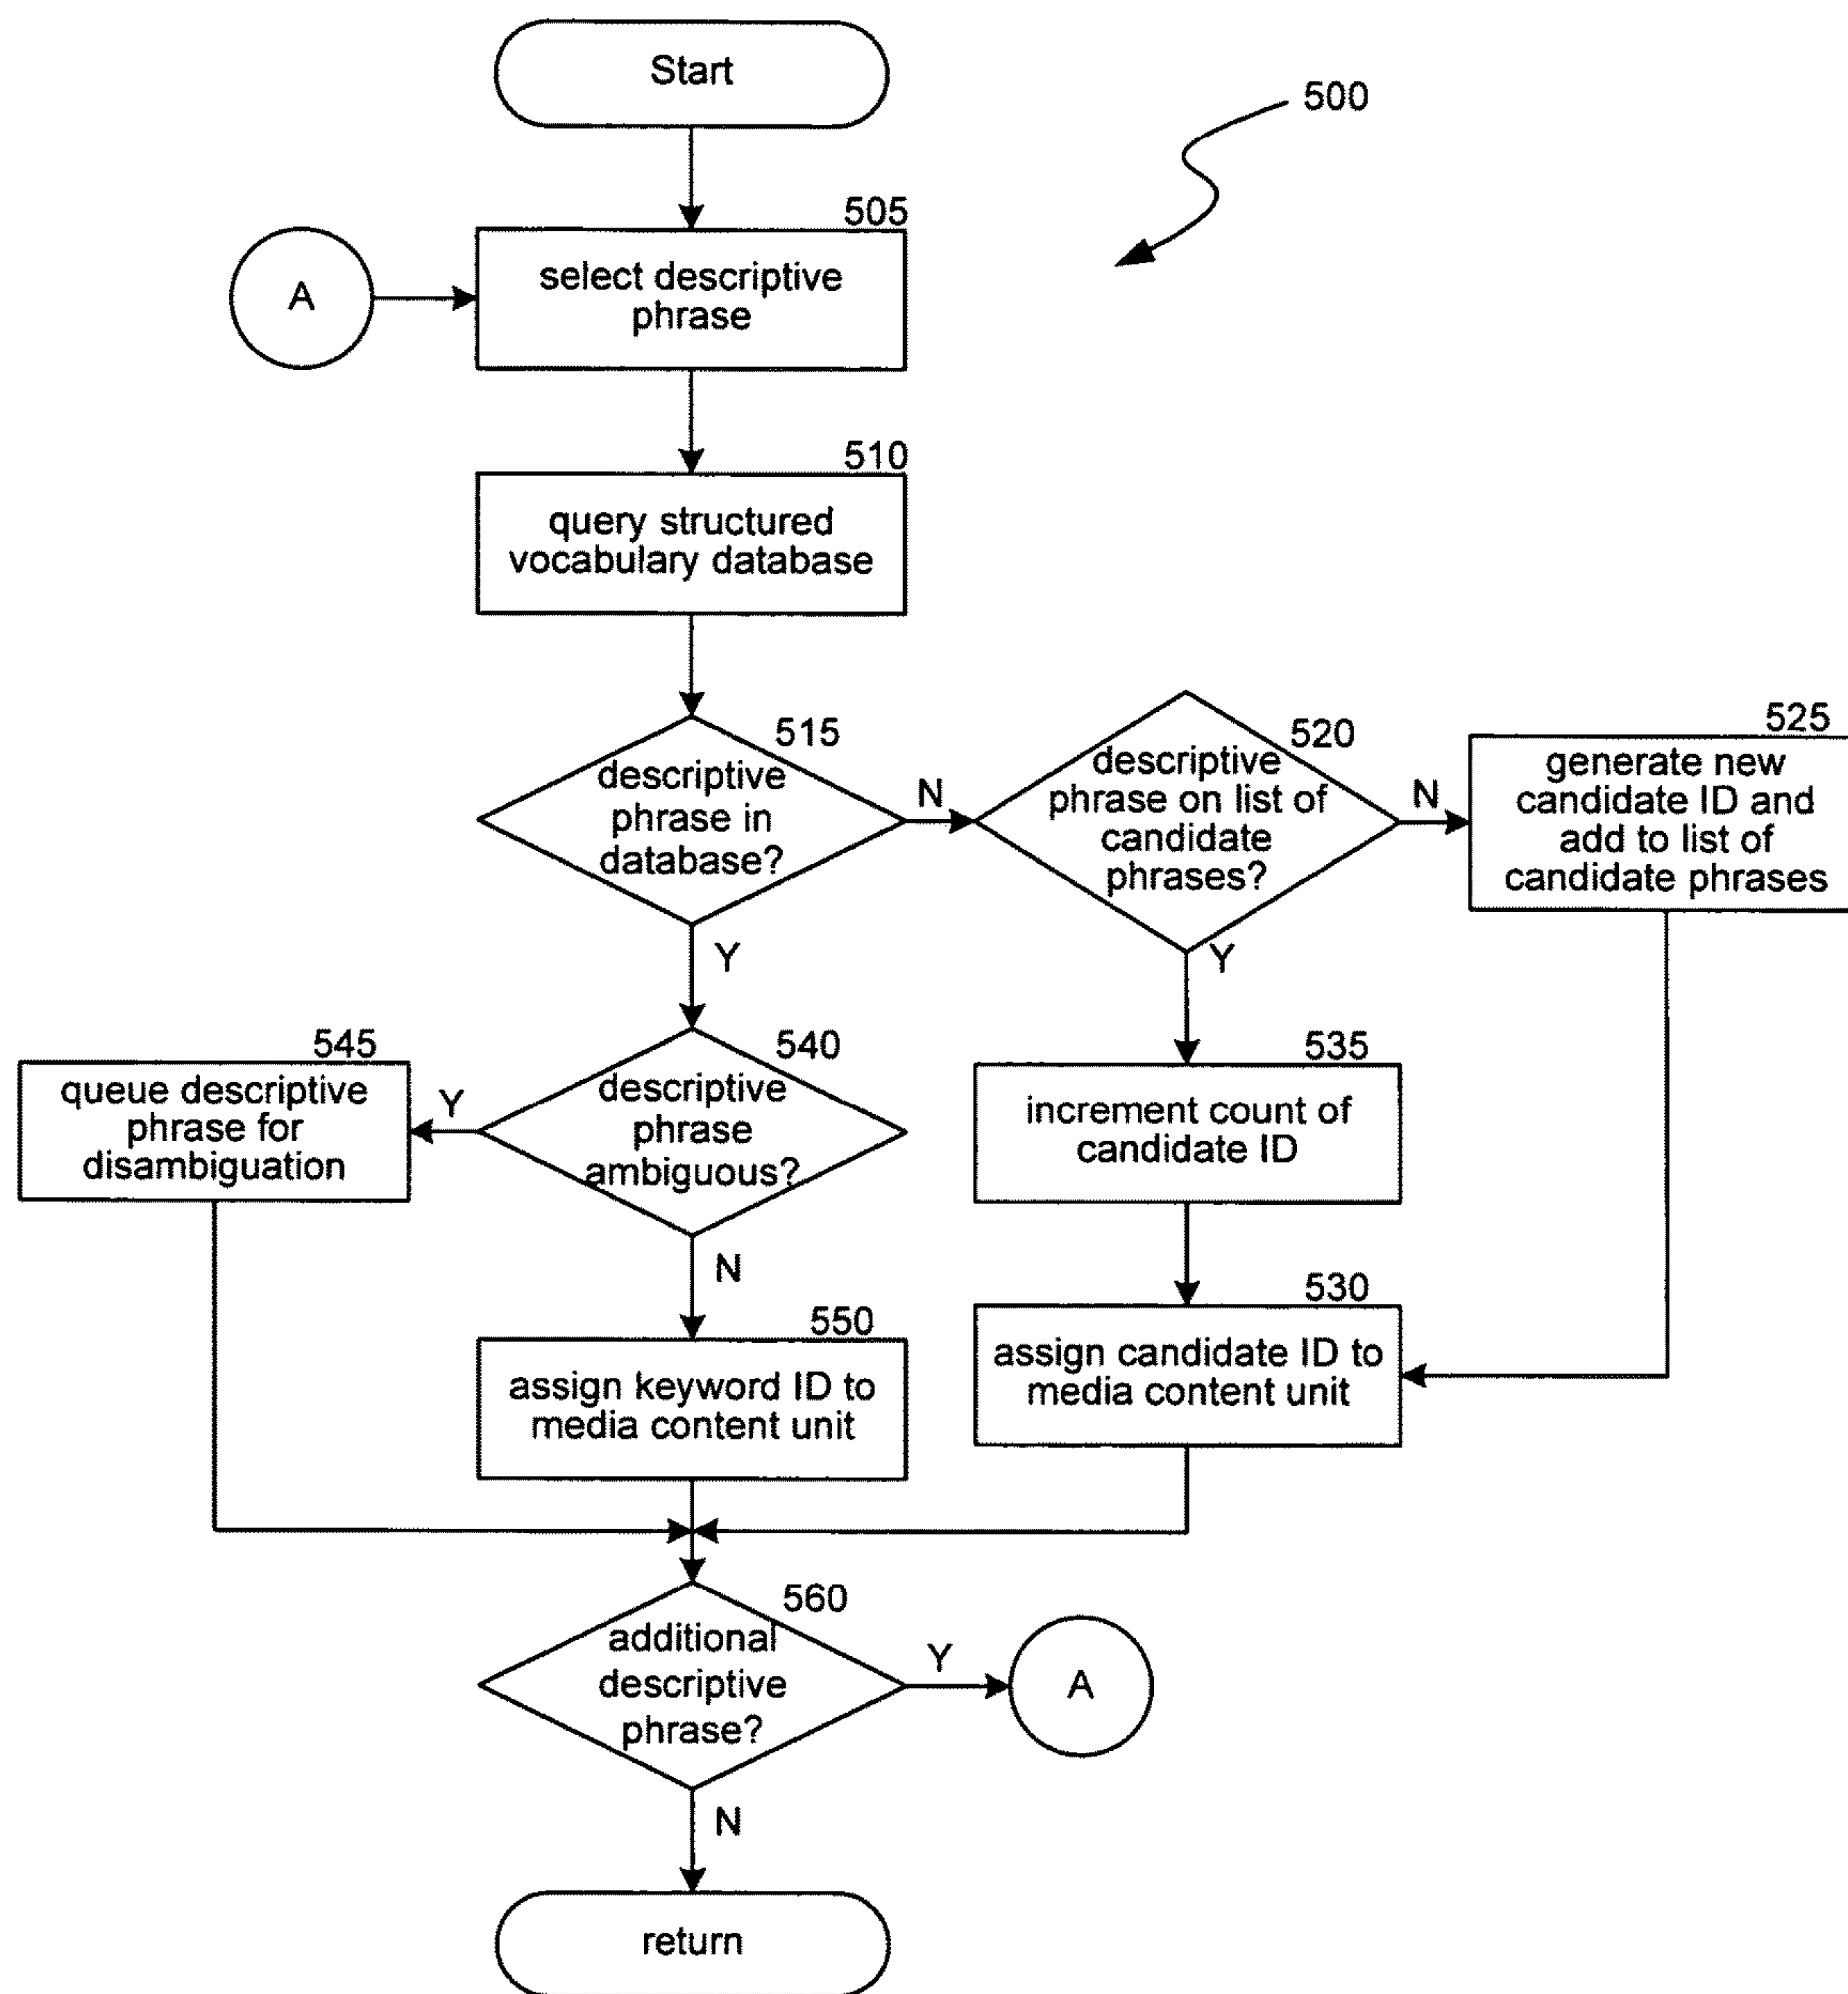 Start
500
505
A
select descriptive
phrase
510
query structured
vocabulary database
515
descriptive
phrase in
database?
N
520
descriptive
phrase on list of
candidate
phrases?
N
525
generate new
candidate ID and
add to list of
candidate phrases
Y
Y
545
queue descriptive
phrase for
disambiguation
Y
540
descriptive
phrase
ambiguous?
535
increment count of
candidate ID
N
550
assign keyword ID to
media content unit
530
assign candidate ID to
media content unit
560
additional
descriptive
phrase?
Y
A
N
return